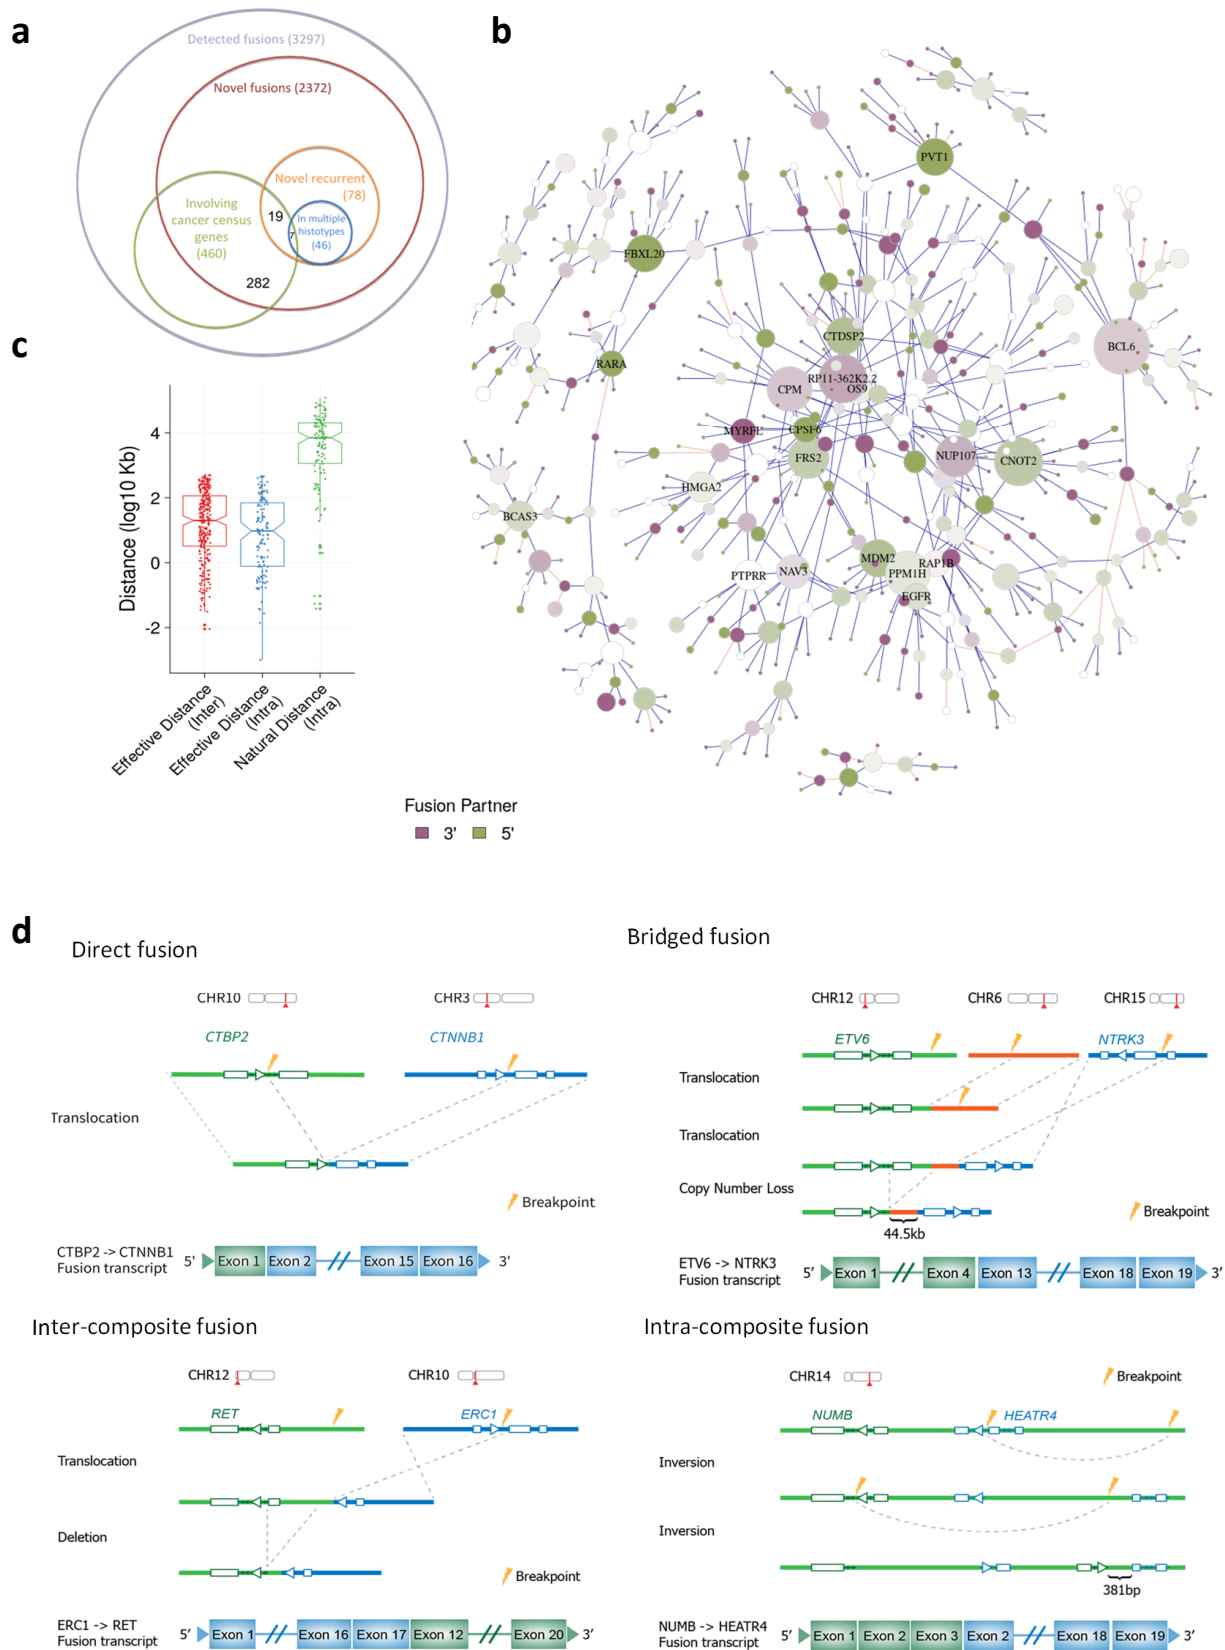 a
Detected fusions (3297)
Novel fusions (2372)
Novel recurrent
(78)
Involving
cancer census
genes
(460)
19
7
In multiple
histotypes
(46)
282
b
PVT1
FBXL20
CTDSP2
BCL6
RARA
RP11-362K2.2
CPM
OS9
MYRFL
CPSF6
FRS2
NUP107
CNOT2
HMGA2
BCAS3
MDM2
RAP1B
PTPRR
NAV3
PPM1H
EGFR
Fusion Partner
3' 5'
c
Distance (log10 Kb)
4
2
0
-2
Effective Distance
(Inter)
Effective Distance
(Intra)
Natural Distance
(Intra)
d
Direct fusion
CHR10
CHR3
CTBP2
CTNNB1
Translocation
Breakpoint
CTBP2 -> CTNNB1
Fusion transcript
5' Exon 1 Exon 2 Exon 15 Exon 16 3'
Bridged fusion
CHR12
CHR6
CHR15
ETV6
NTRK3
Translocation
Translocation
Copy Number Loss
Breakpoint
44.5kb
ETV6 -> NTRK3
Fusion transcript
5' Exon 1 Exon 4 Exon 13 Exon 18 Exon 19 3'
Inter-composite fusion
CHR12
CHR10
RET
ERC1
Translocation
Deletion
Breakpoint
ERC1 -> RET
Fusion transcript
5' Exon 1 Exon 16 Exon 17 Exon 12 Exon 20 3'
Intra-composite fusion
CHR14
Breakpoint
NUMB
HEATR4
Inversion
Inversion
381bp
NUMB -> HEATR4
Fusion transcript
5' Exon 1 Exon 2 Exon 3 Exon 2 Exon 18 Exon 19 3'